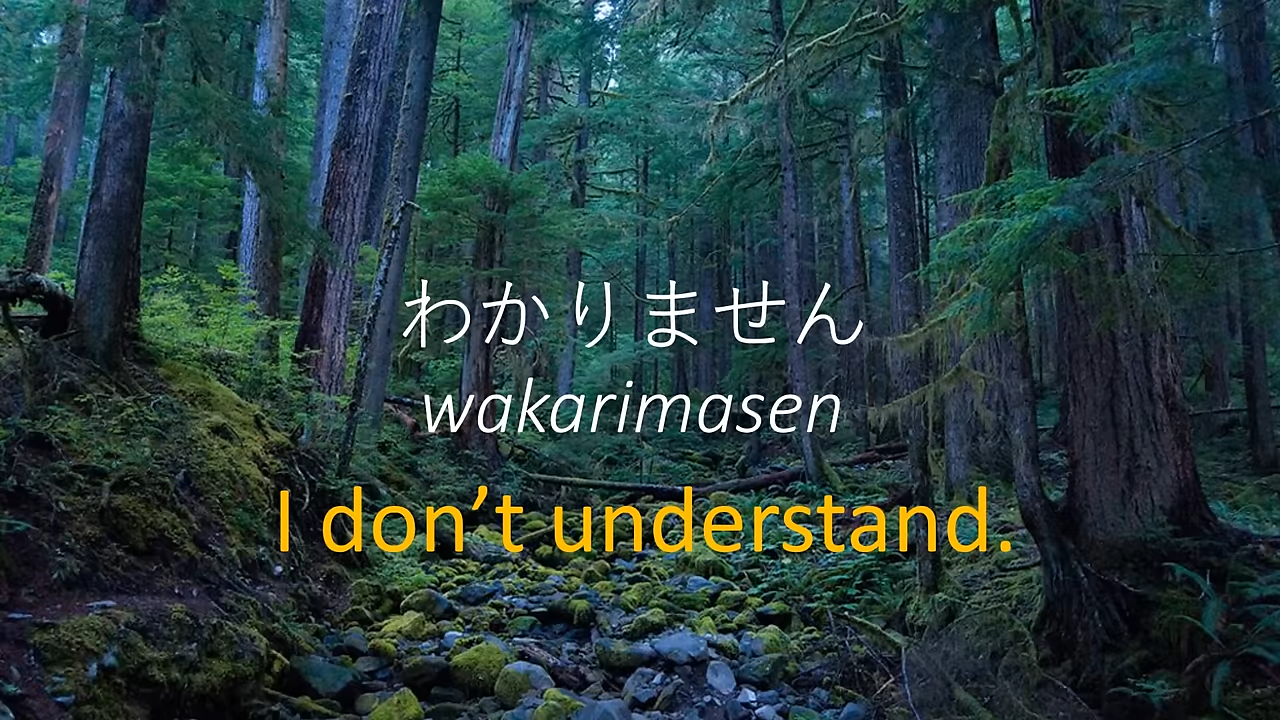 わかりません
wakarimasen
I don’t understand.